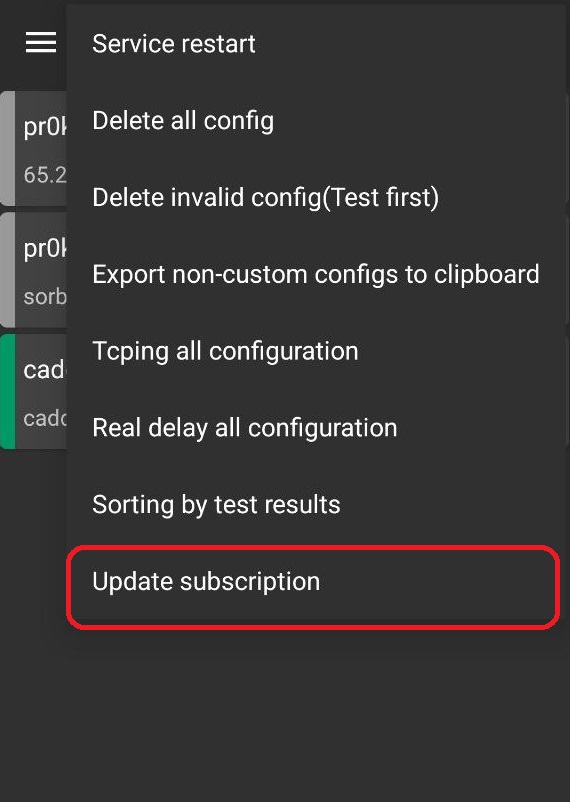 Service restart
Delete all config
Delete invalid config(Test first)
Export non-custom configs to clipboard
Tcping all configuration
Real delay all configuration
Sorting by test results
Update subscription
pr0k
65.2
pr0k
sorb
cad
cadd